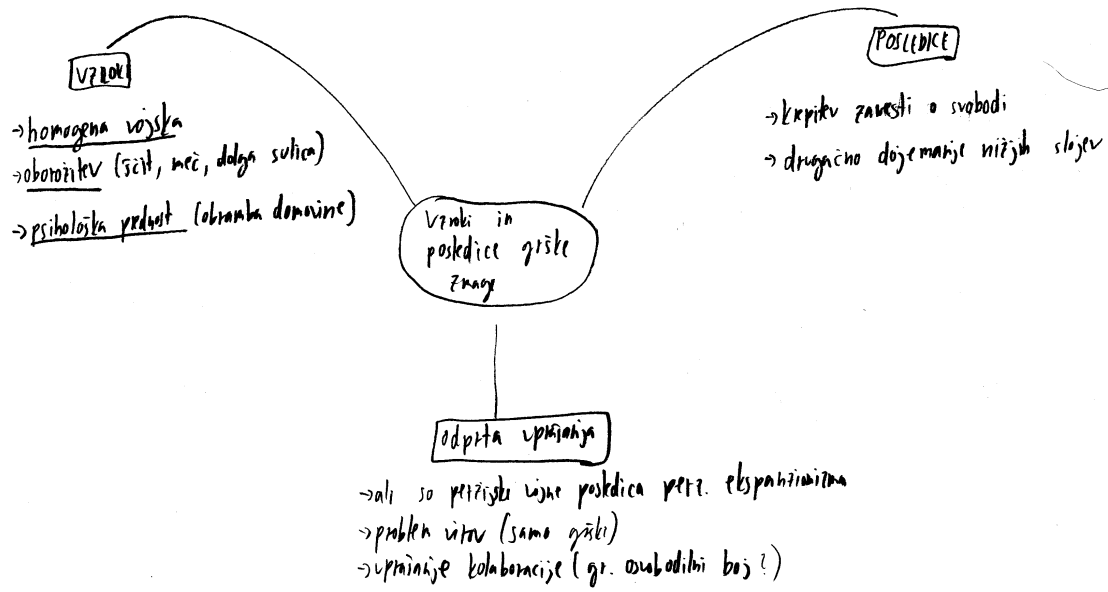 VZROKI
→homogena vojska
→oborožitev (ščit, meč, dolga sulica)
→psihološka prednost (obramba domovine)
POSLEDICE
→krepitev zavesti o svobodi
→drugačno dojemanje nižjih slojev
Vzroki in
posledice grške
zmage
Odprta vprašanja
→ali so perzijske vojne posledica perz. ekspanzionizma
→problem virov (samo grški)
→vprašanje kolaboracije (gr. osvobodilni boj?)